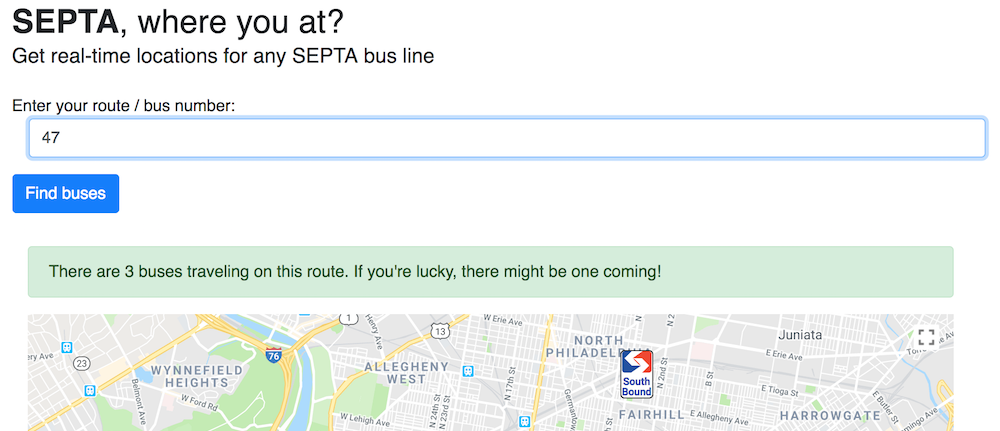 SEPTA, where you at?
Get real-time locations for any SEPTA bus line
Enter your route / bus number:
47
Find buses
There are 3 buses traveling on this route. If you're lucky, there might be one coming!
1
W Erie Ave
13
Henry Ave
N 2nd St
Juniata
NORTH
76
E Erie Ave
23
WYNNEFIELD
HEIGHTS
ALLEGHENY
WEST
South
Bound
Belmont Ave
W Ford Rd
N 17th St
B St
E Tioga St
N 24th St
N 23rd St
W Lehigh Ave
FAIRHILL
E Allegheny Ave
HARROWGATE
E Butler St